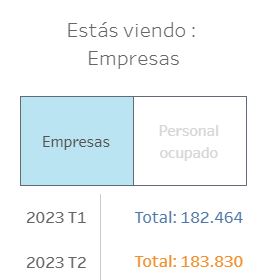 Estás viendo :
Empresas
Empresas
Personal
ocupado
2023 T1 Total: 182.464
2023 T2 Total: 183.830